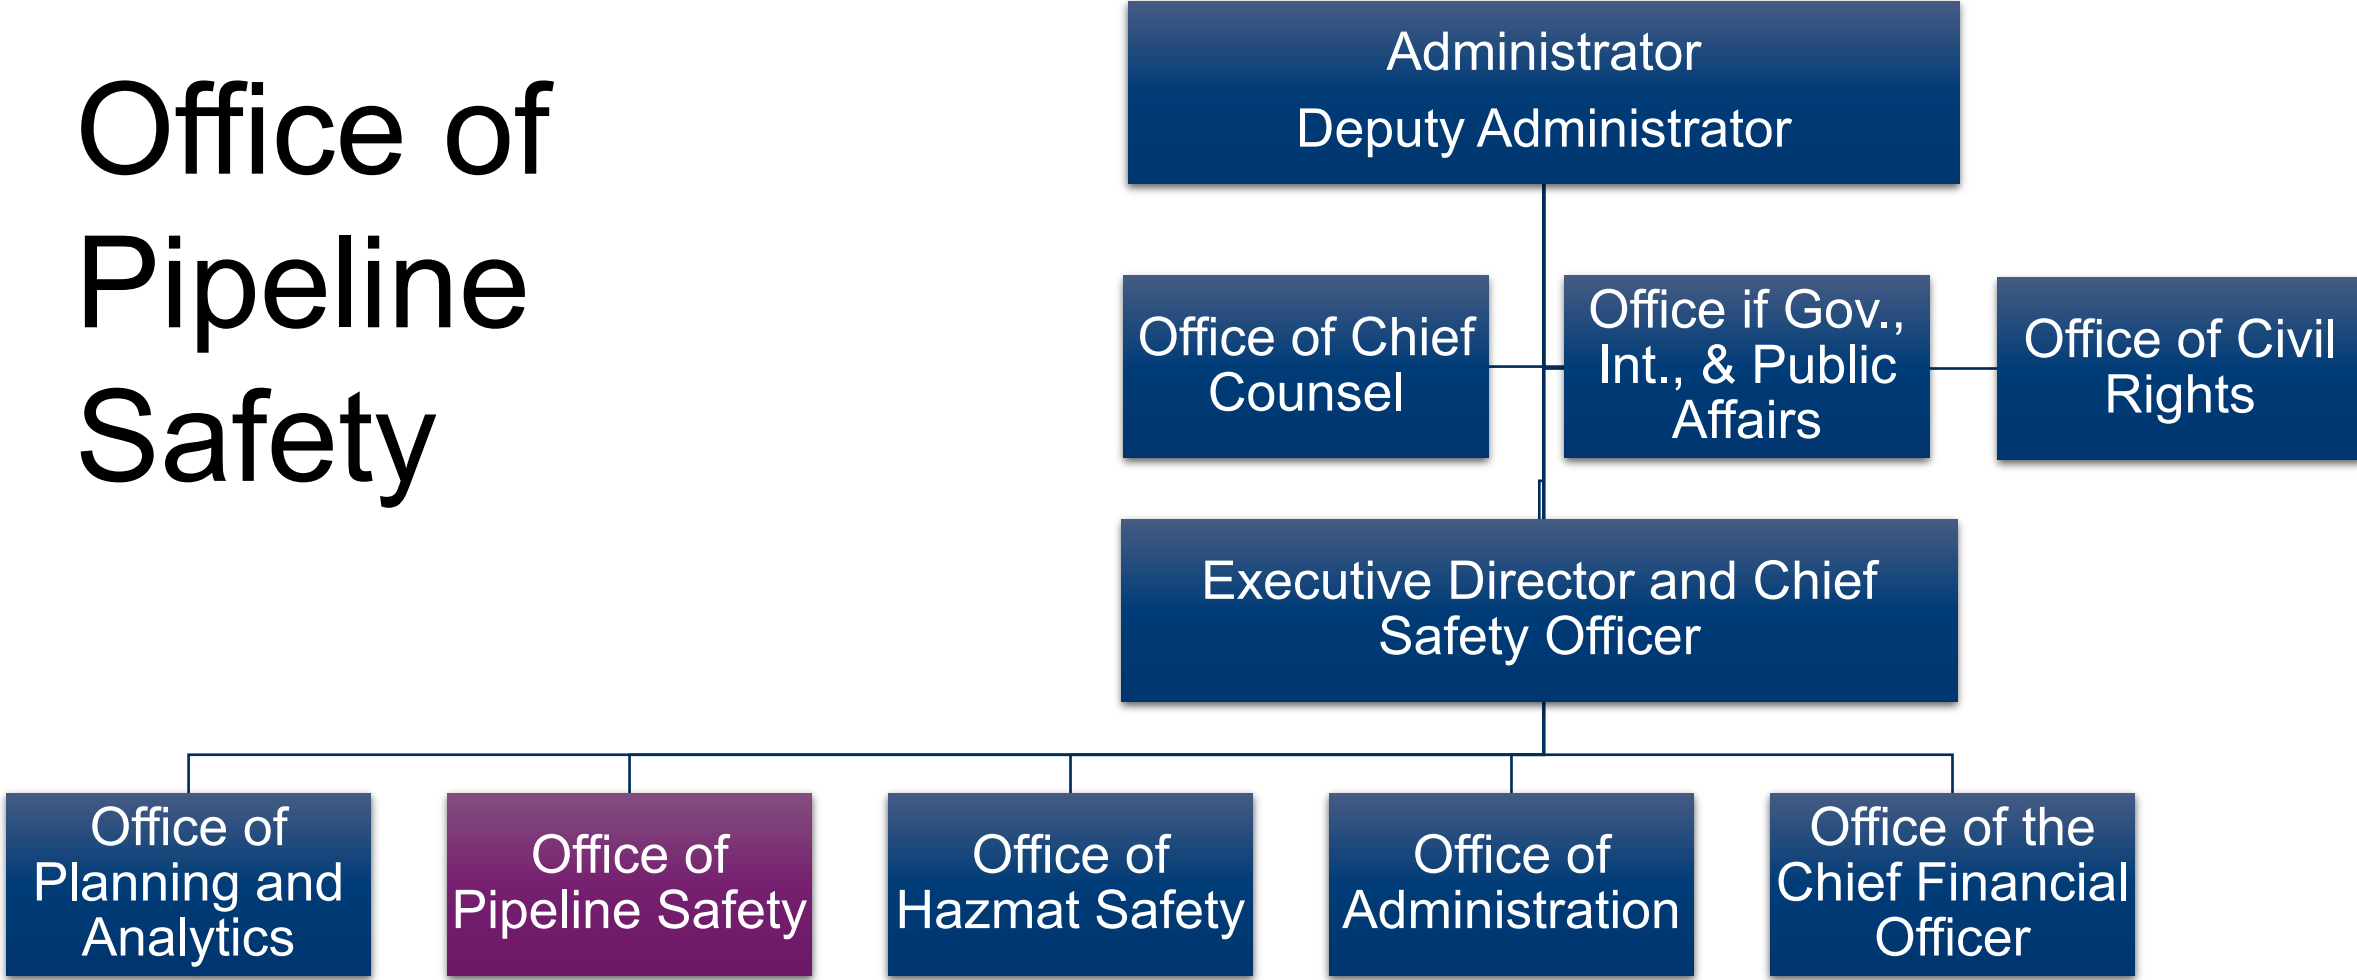 Office of
Pipeline
Safety
Administrator
Deputy Administrator
Office of Chief
Counsel
Office if Gov.,
Int., & Public
Affairs
Office of Civil
Rights
Executive Director and Chief
Safety Officer
Office of
Planning and
Analytics
Office of
Pipeline Safety
Office of
Hazmat Safety
Office of
Administration
Office of the
Chief Financial
Officer